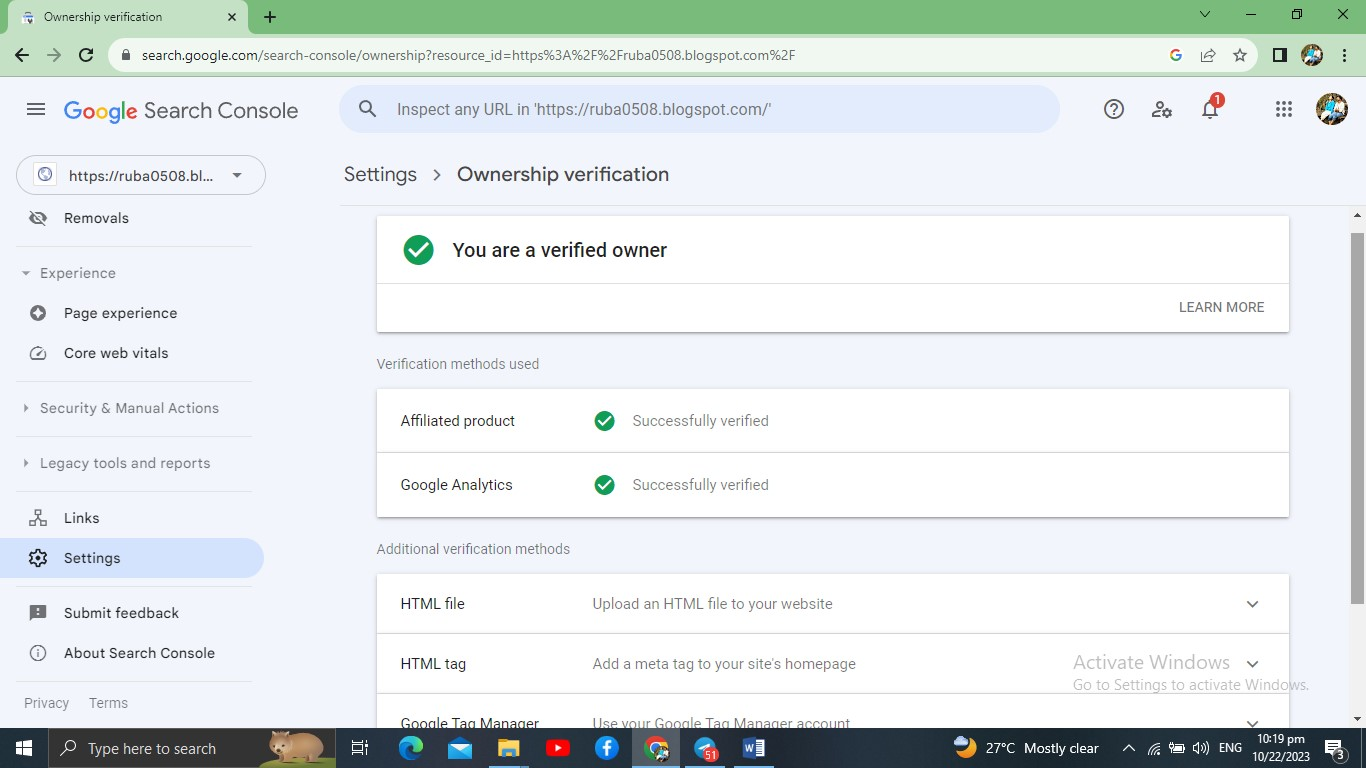 Ownership verification
search.google.com/search-console/ownership?resource_id=https%3A%2F%2Fruba0508.blogspot.com%2F
Google Search Console
Inspect any URL in 'https://ruba0508.blogspot.com/'
1
https://ruba0508.bl...
Settings > Ownership verification
Removals
Experience
Page experience
Core web vitals
Security & Manual Actions
Legacy tools and reports
Links
Settings
Submit feedback
About Search Console
Privacy Terms
You are a verified owner
LEARN MORE
Verification methods used
Affiliated product Successfully verified
Google Analytics Successfully verified
Additional verification methods
HTML file Upload an HTML file to your website
HTML tag Add a meta tag to your site's homepage
Google Tag Manager Use your Google Tag Manager account
Activate Windows
Go to Settings to activate Windows.
Type here to search
51
27°C Mostly clear
ENG
10:19 pm
10/22/2023
3